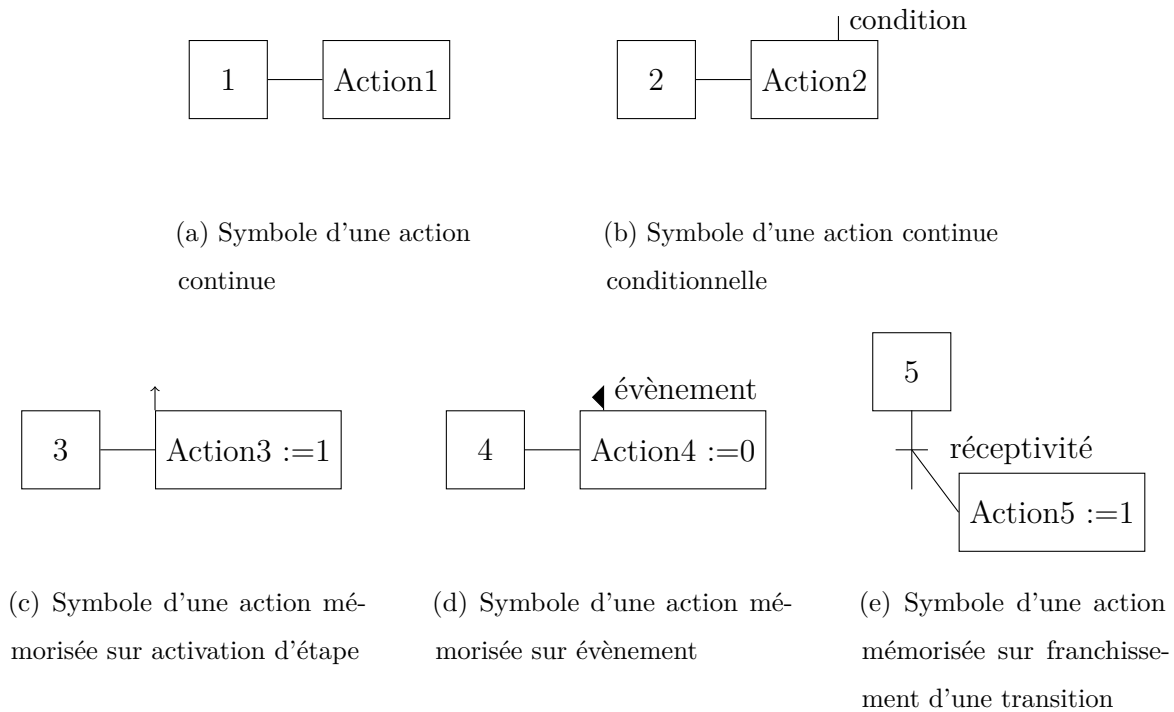 condition
1
Action1
2
Action2
(a) Symbole d'une action
continue
(b) Symbole d'une action continue
conditionnelle
3
Action3 :=1
évènement
4
Action4 :=0
5
réceptivité
Action5 :=1
(c) Symbole d'une action mé-
morisée sur activation d'étape
(d) Symbole d'une action mé-
morisée sur évènement
(e) Symbole d'une action
mémorisée sur franchisse-
ment d'une transition